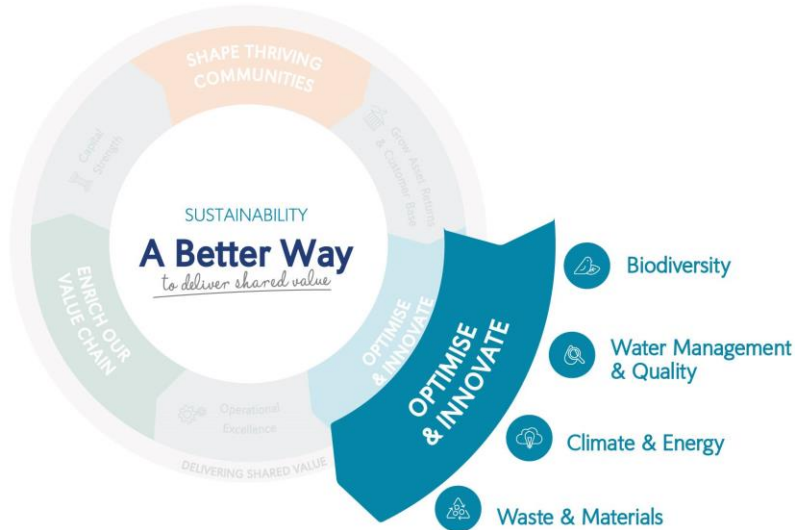 SHAPE THRIVING
COMMUNITIES
Capital
Strength
Grow Asset Returns
& Customer Base
SUSTAINABILITY
A Better Way
to deliver shared value
ENRICH OUR
VALUE CHAIN
OPTIMISE
& INNOVATE
Operational
Excellence
DELIVERING SHARED VALUE
OPTIMISE
& INNOVATE
Biodiversity
Water Management
& Quality
Climate & Energy
Waste & Materials